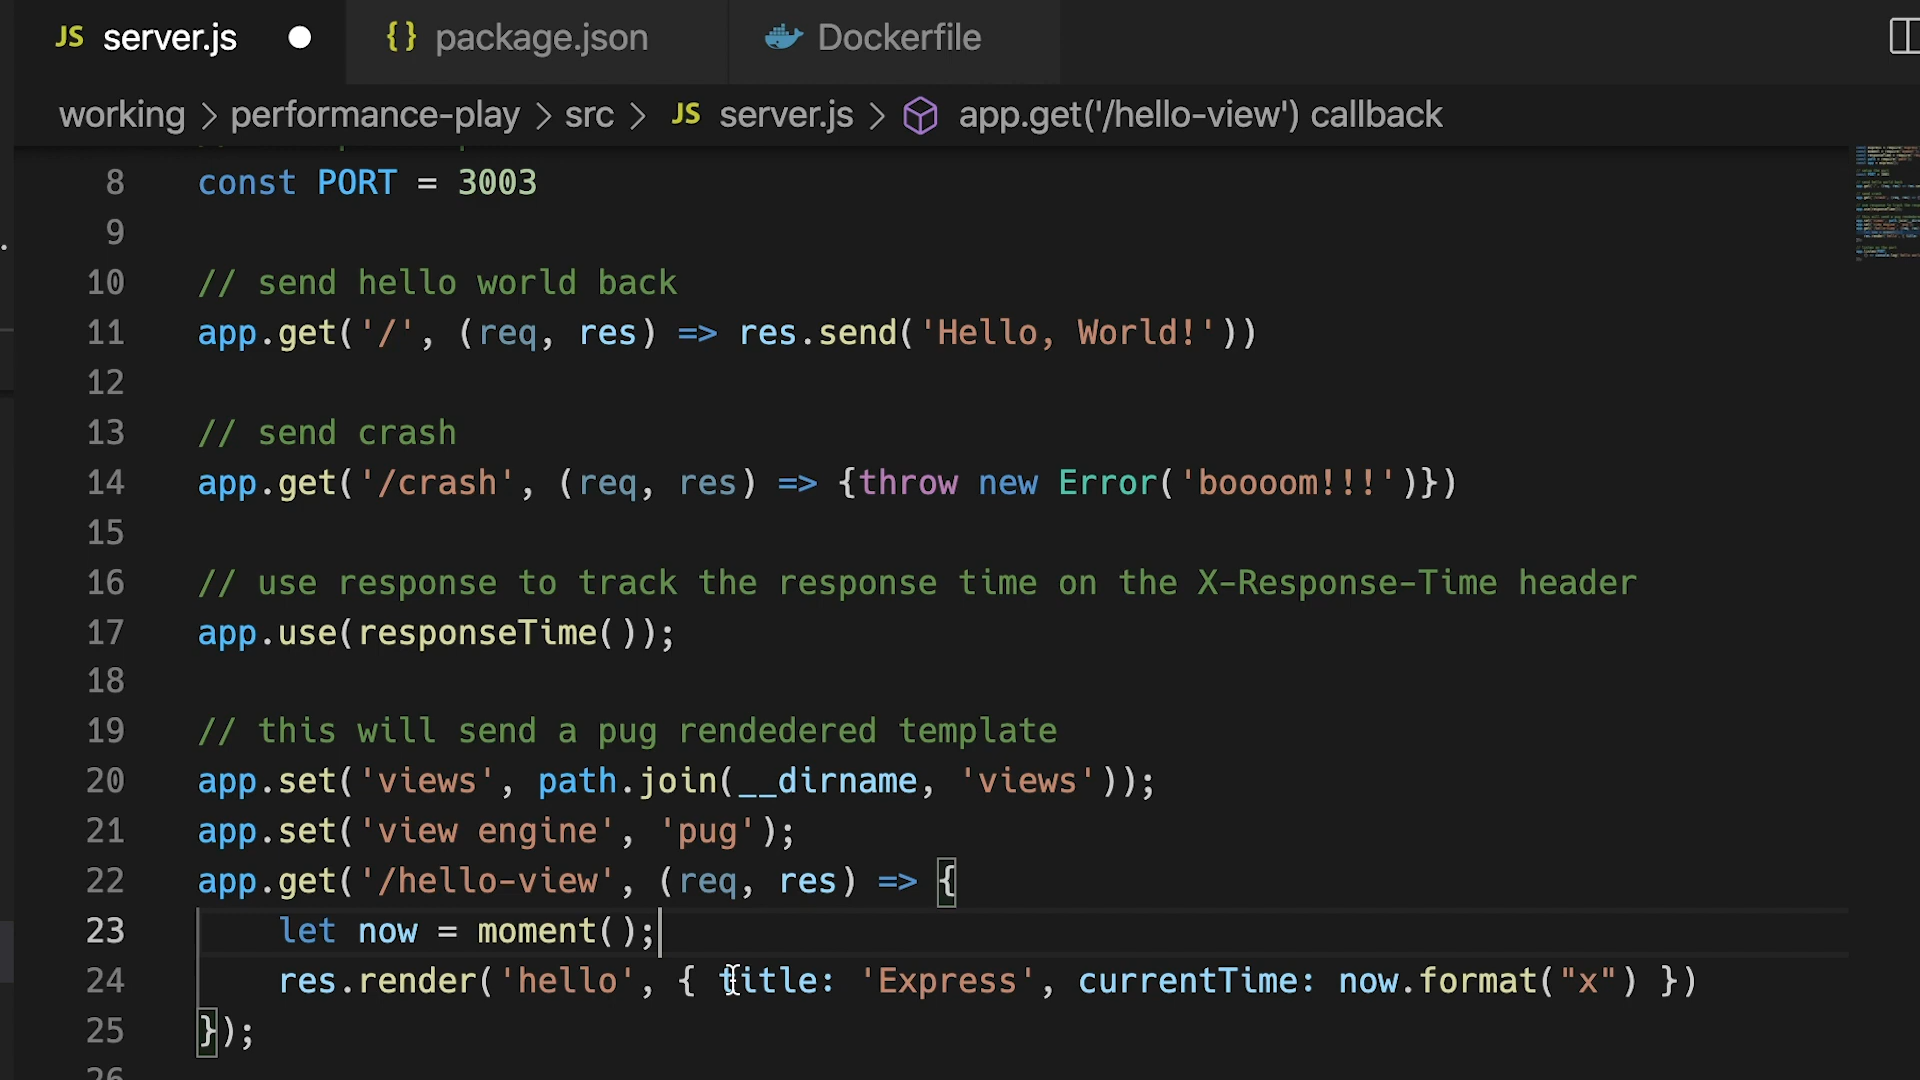 JS server.js
{} package.json
Dockerfile
working > performance-play > src > JS server.js > app.get('/hello-view') callback
8 const PORT = 3003
9
10 // send hello world back
11 app.get('/', (req, res) => res.send('Hello, World!'))
12
13 // send crash
14 app.get('/crash', (req, res) => {throw new Error('boooom!!!')})
15
16 // use response to track the response time on the X-Response-Time header
17 app.use(responseTime());
18
19 // this will send a pug rendedered template
20 app.set('views', path.join(__dirname, 'views'));
21 app.set('view engine', 'pug');
22 app.get('/hello-view', (req, res) => {
23 let now = moment();
24 res.render('hello', { title: 'Express', currentTime: now.format("x") })
25 });
26